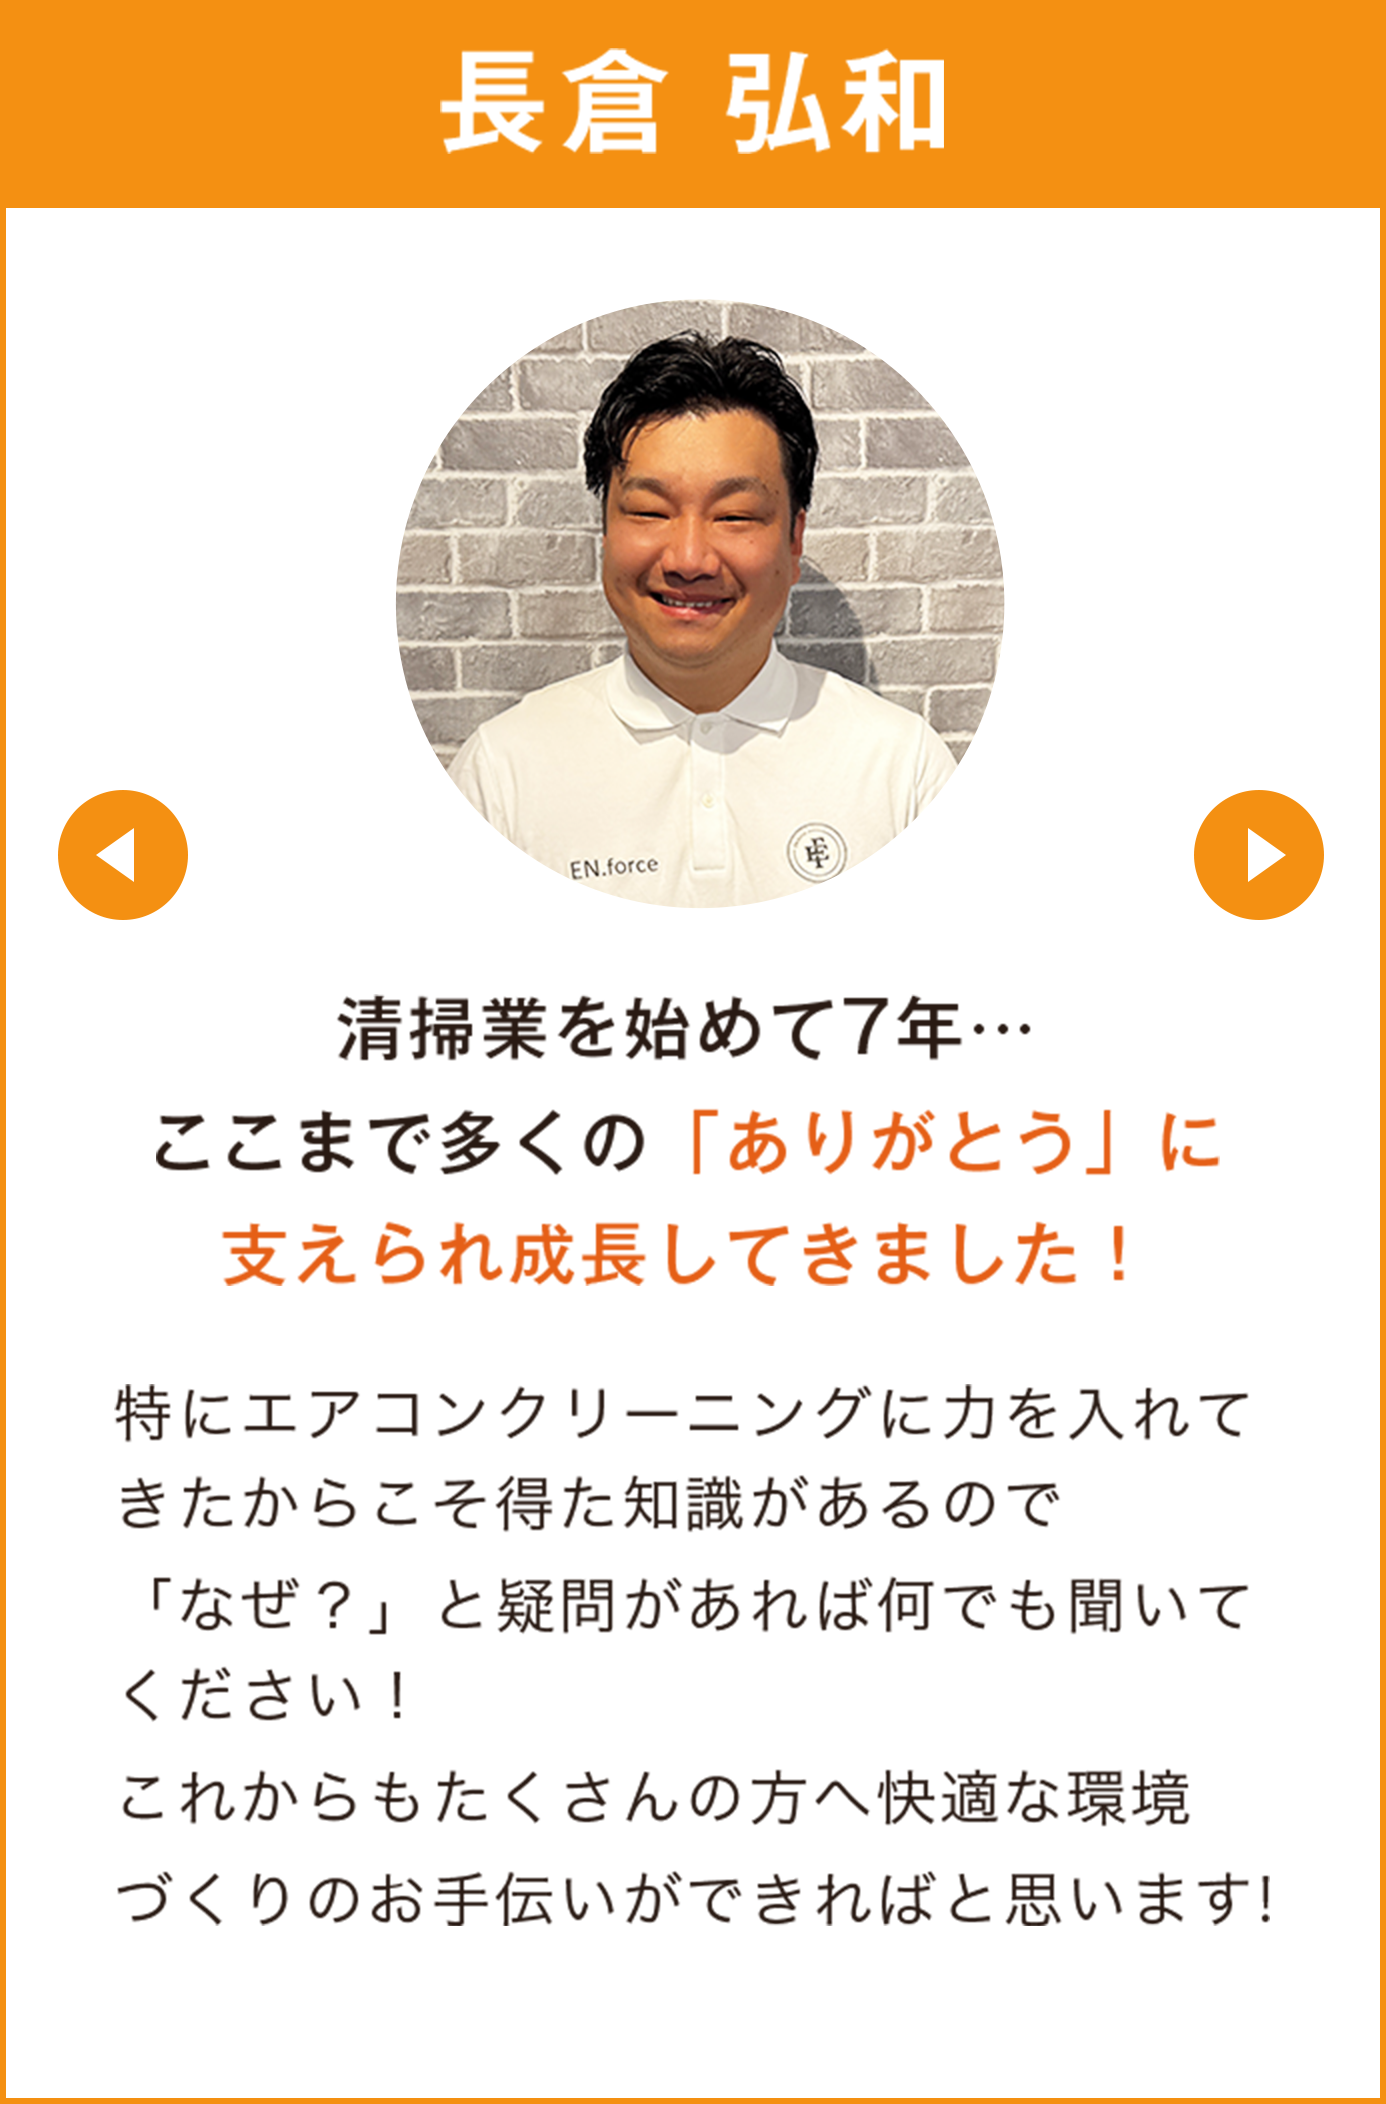 長倉 弘和
EN.force
清掃業を始めて7年…
ここまで多くの「ありがとう」に
支えられ成長してきました！
特にエアコンクリーニングに力を入れて
きたからこそ得た知識があるので
「なぜ？」と疑問があれば何でも聞いて
ください！
これからもたくさんの方へ快適な環境
づくりのお手伝いができればと思います!